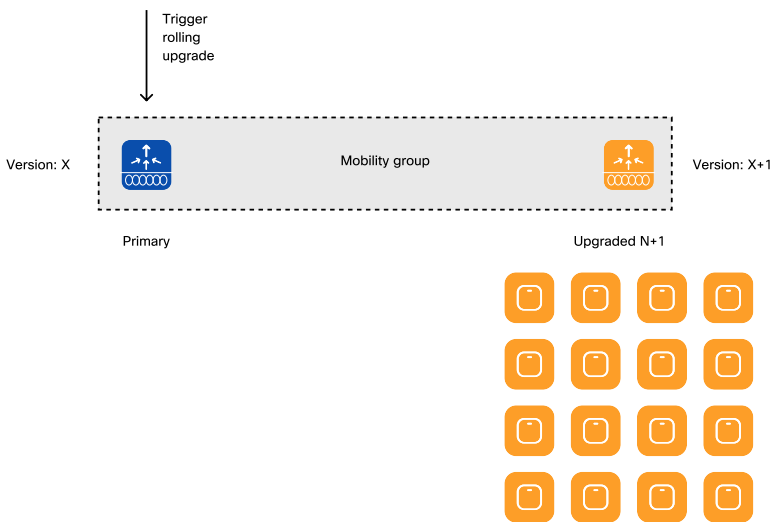 Trigger
rolling
upgrade
Version: X
Mobility group
Version: X+1
Primary
Upgraded N+1